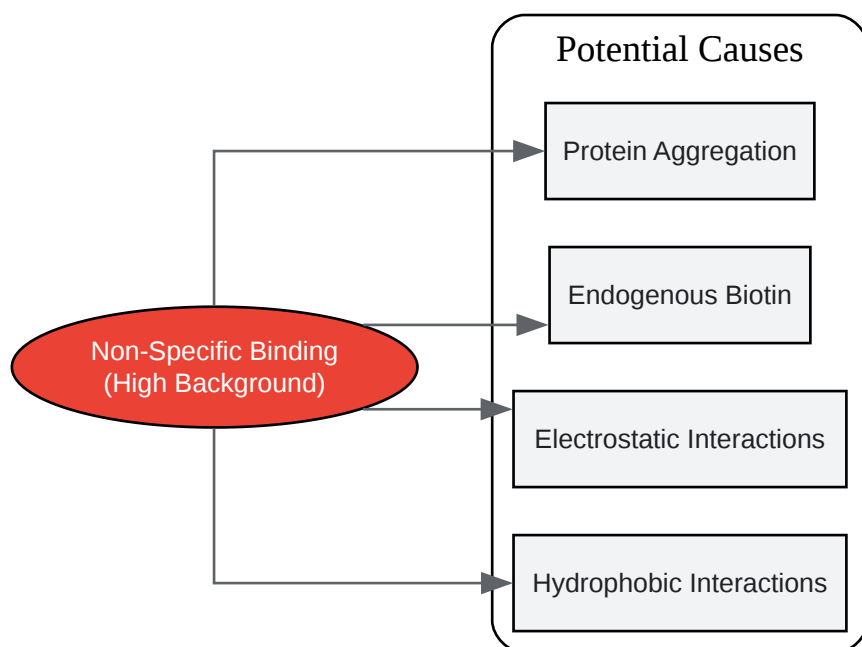 Potential Causes
Protein Aggregation
Endogenous Biotin
Non-Specific Binding
(High Background)
Electrostatic Interactions
Hydrophobic Interactions